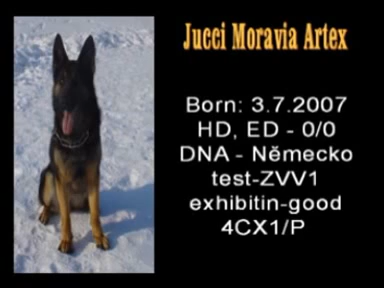 Jucci Moravia Artex
Born: 3.7.2007
HD, ED - 0/0
DNA - Německo
test-ZVV1
exhibitin-good
4CX1/P